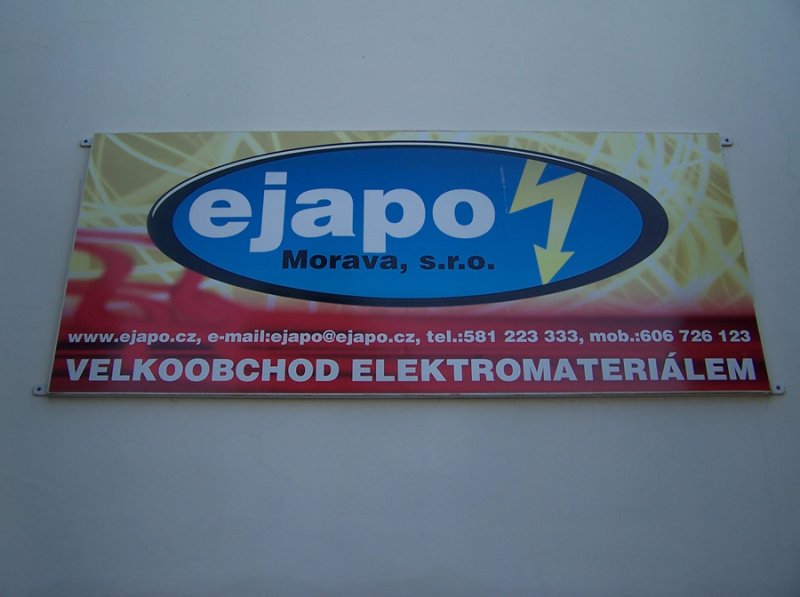 ejapo
Morava, s.r.o.
www.ejapo.cz, e-mail:ejapo@ejapo.cz, tel.:581 223 333, mob.:606 726 123
VELKOOBCHOD ELEKTROMATERIÁLEM